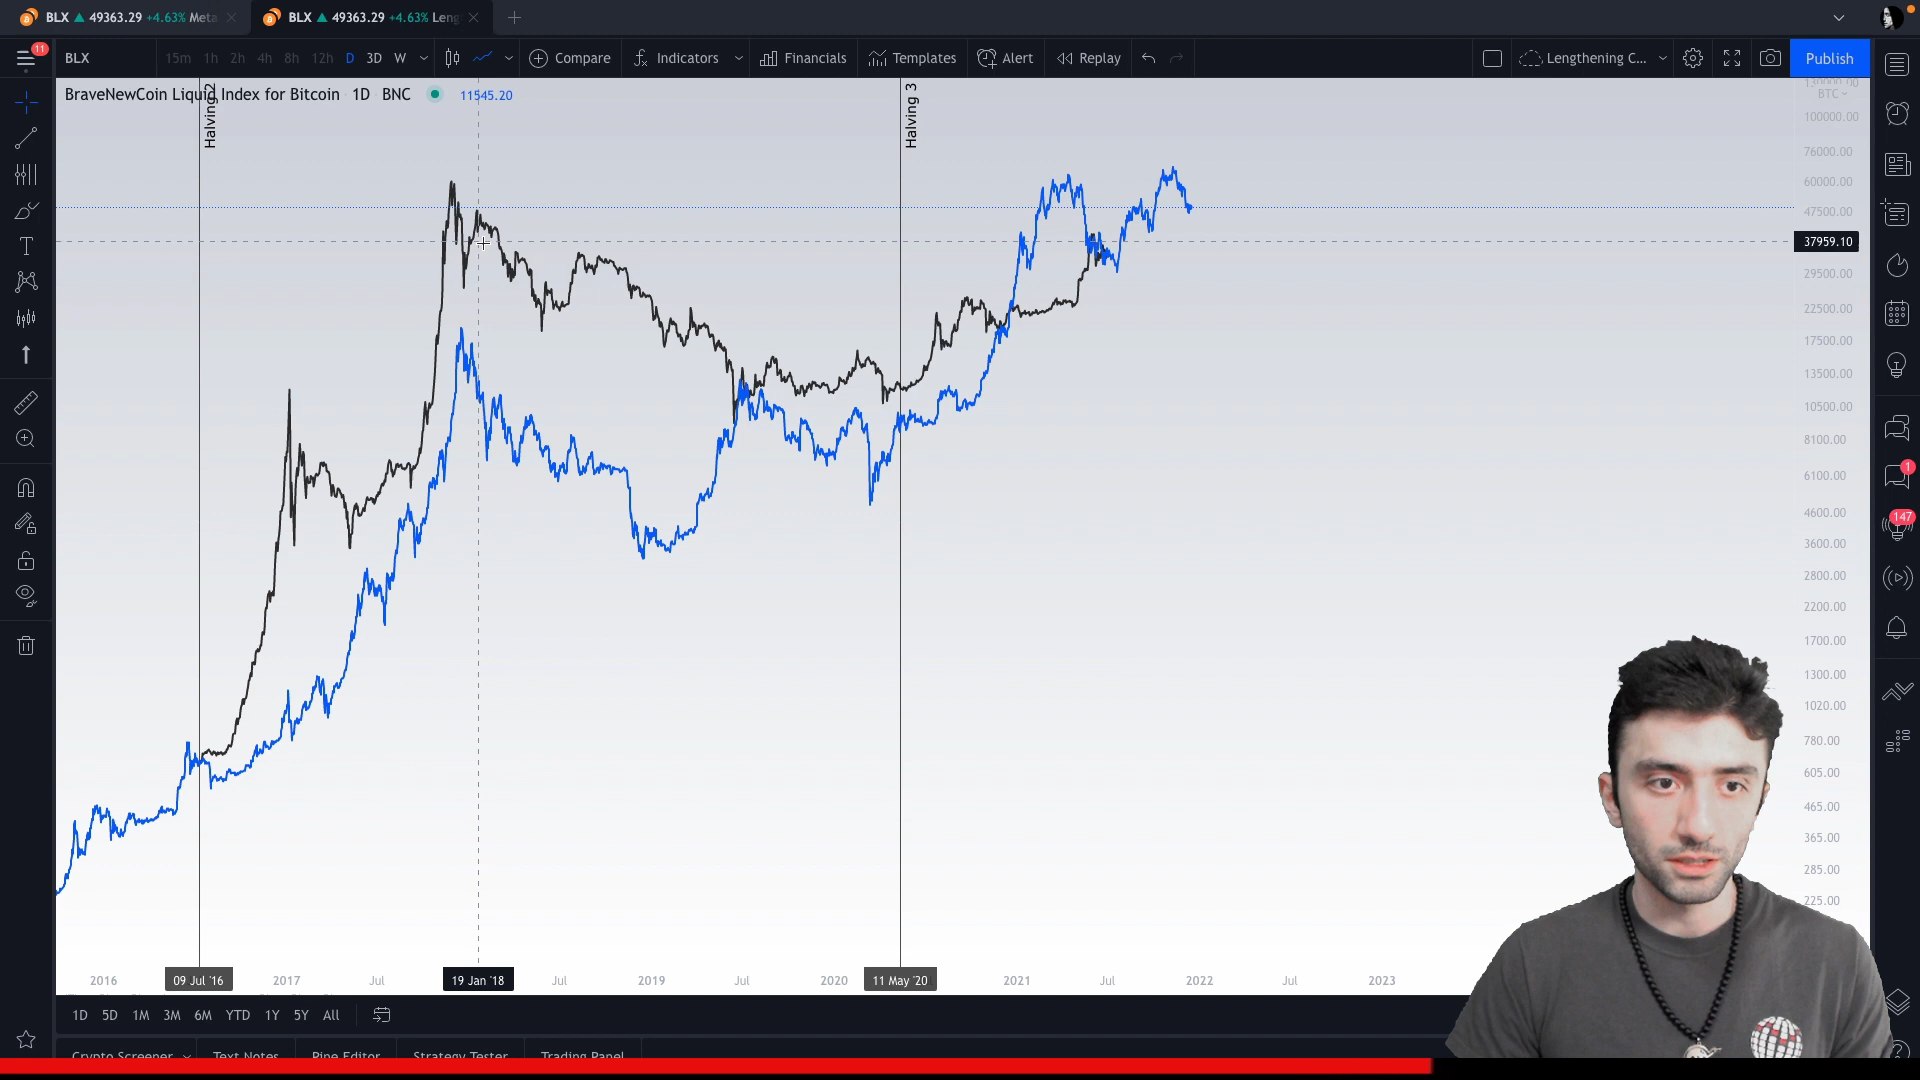 BLX ▲ 49363.29 +4.63% Meta
BLX ▲ 49363.29 +4.63% Leng
11
BLX
15m 1h 2h 4h 8h 12h D 3D W
Compare
Indicators
Financials
Templates
Alert
Replay
Lengthening C...
Publish
BraveNewCoin Liquid Index for Bitcoin 1D BNC
11545.20
Halving 2
Halving 3
130000.00
BTC
100000.00
76000.00
60000.00
47500.00
37959.10
29500.00
22500.00
17500.00
13500.00
10500.00
8100.00
6100.00
4600.00
3600.00
2800.00
2200.00
1700.00
1300.00
1020.00
780.00
605.00
465.00
365.00
285.00
225.00
1
147
2016 09 Jul '16 2017 Jul 19 Jan '18 Jul 2019 Jul 2020 11 May '20 2021 Jul 2022 Jul 2023
1D 5D 1M 3M 6M YTD 1Y 5Y All
Crypto Screener Text Notes Pine Editor Strategy Tester Trading Panel